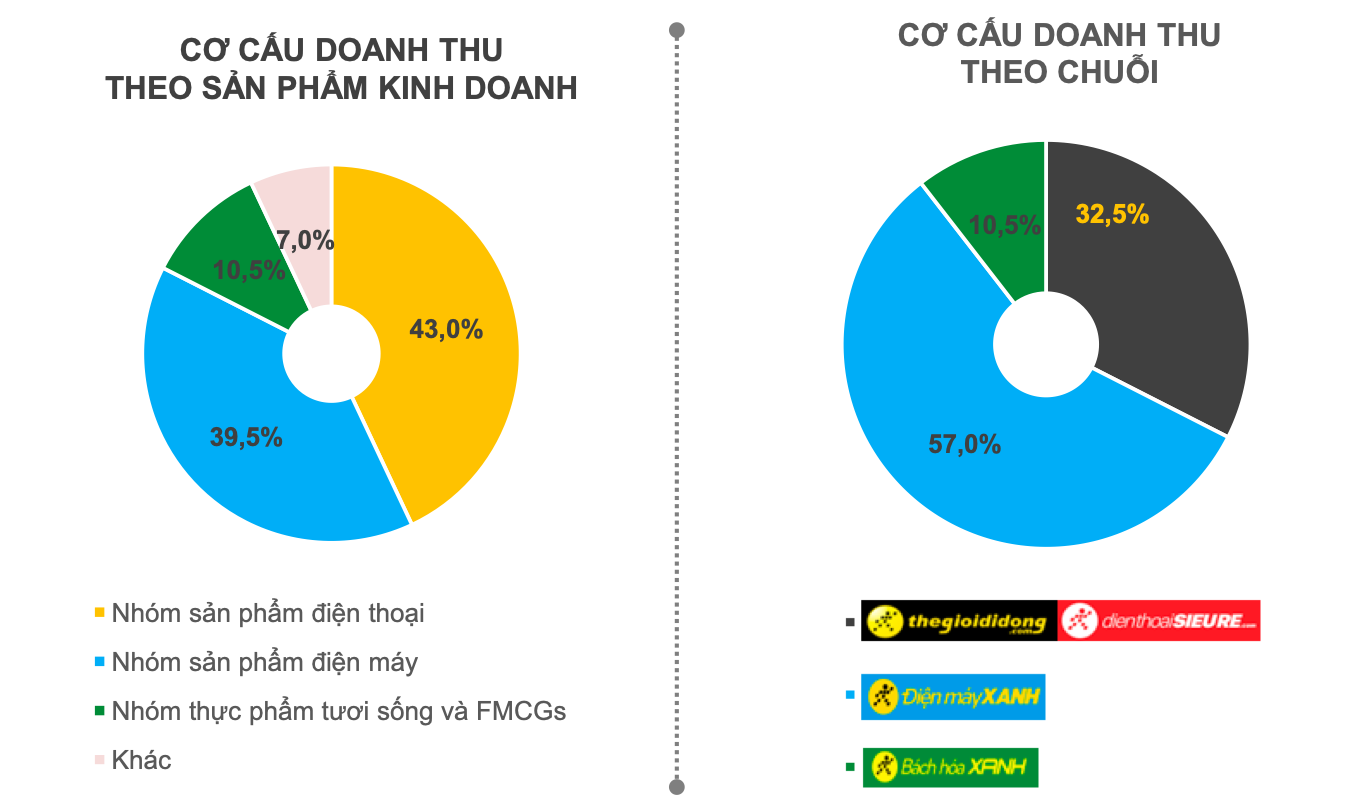 CƠ CẤU DOANH THU
THEO SẢN PHẨM KINH DOANH
7,0%
10,5%
43,0%
39,5%
Nhóm sản phẩm điện thoại
Nhóm sản phẩm điện máy
Nhóm thực phẩm tươi sống và FMCGs
Khác
CƠ CẤU DOANH THU
THEO CHUỖI
32,5%
10,5%
57,0%
thegioididong.com dienthoaiSIEURE.com
Điện máy XANH
Bách hóa XANH